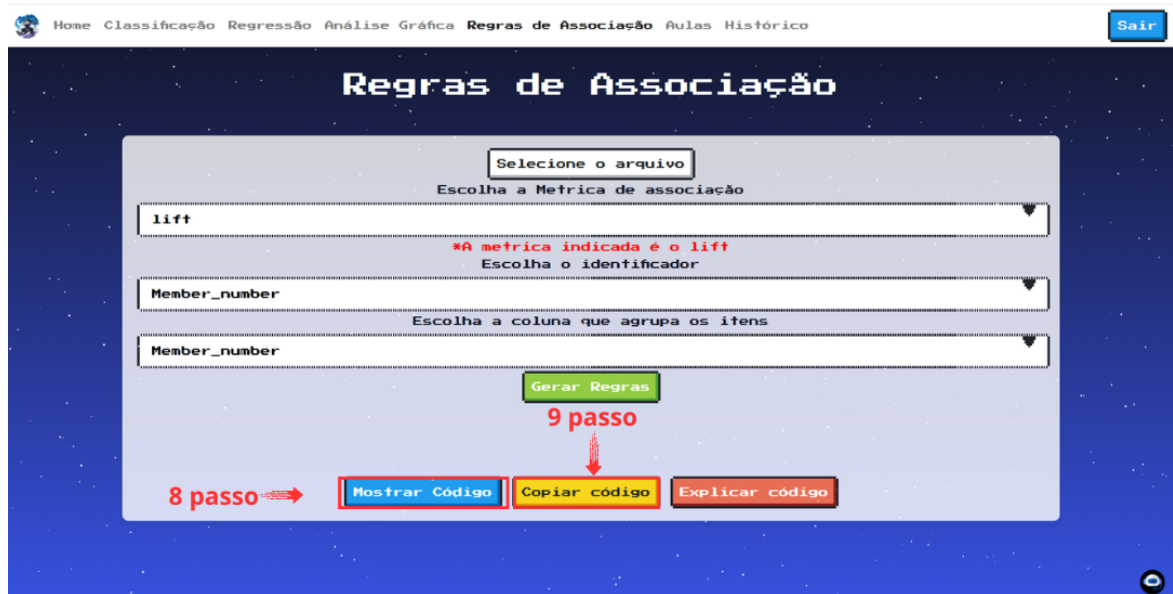 Home Classificação Regressão Análise Gráfica Regras de Associação Aulas Histórico Sair
Regras de Associação
Selecione o arquivo
Escolha a Metrica de associação
lift
*A metrica indicada é o lift
Escolha o identificador
Member_number
Escolha a coluna que agrupa os itens
Member_number
Gerar Regras
9 passo
8 passo Mostrar Código Copiar código Explicar código